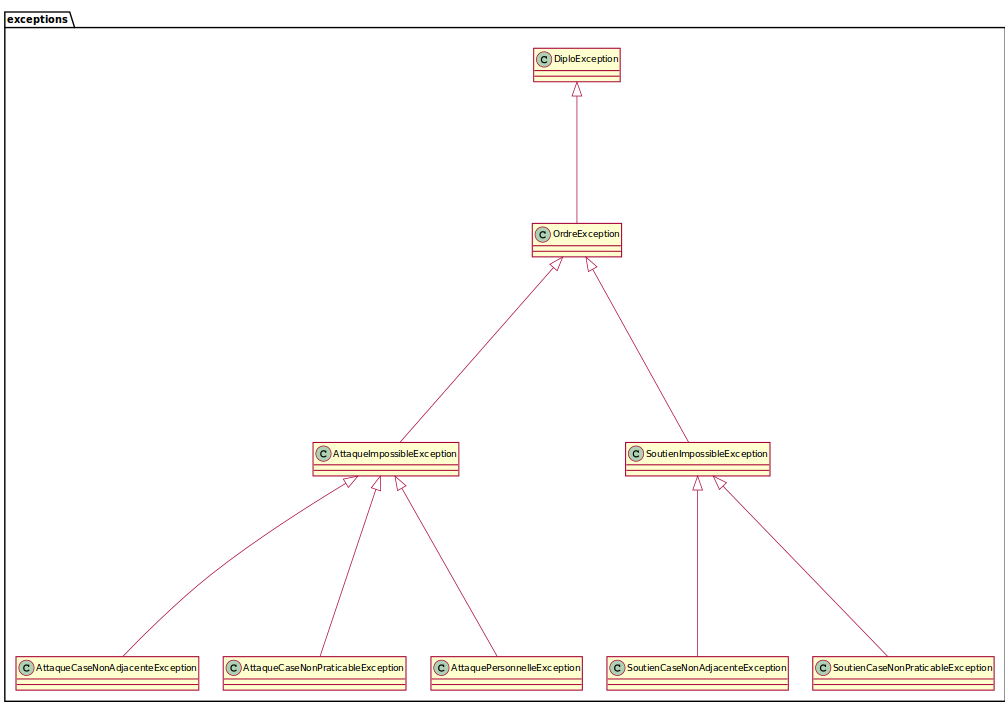 exceptions
C DiploException
C OrdreException
C AttaqueImpossibleException
C SoutienImpossibleException
C AttaqueCaseNonAdjacenteException
C AttaqueCaseNonPraticableException
C AttaquePersonnelleException
C SoutienCaseNonAdjacenteException
C SoutienCaseNonPraticableException